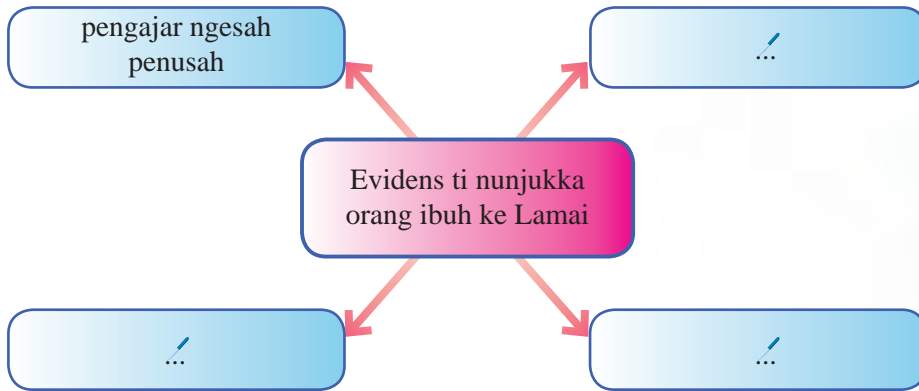 pengajar ngesah
penusah
...
Evidens ti nunjukka
orang ibuh ke Lamai
...
...